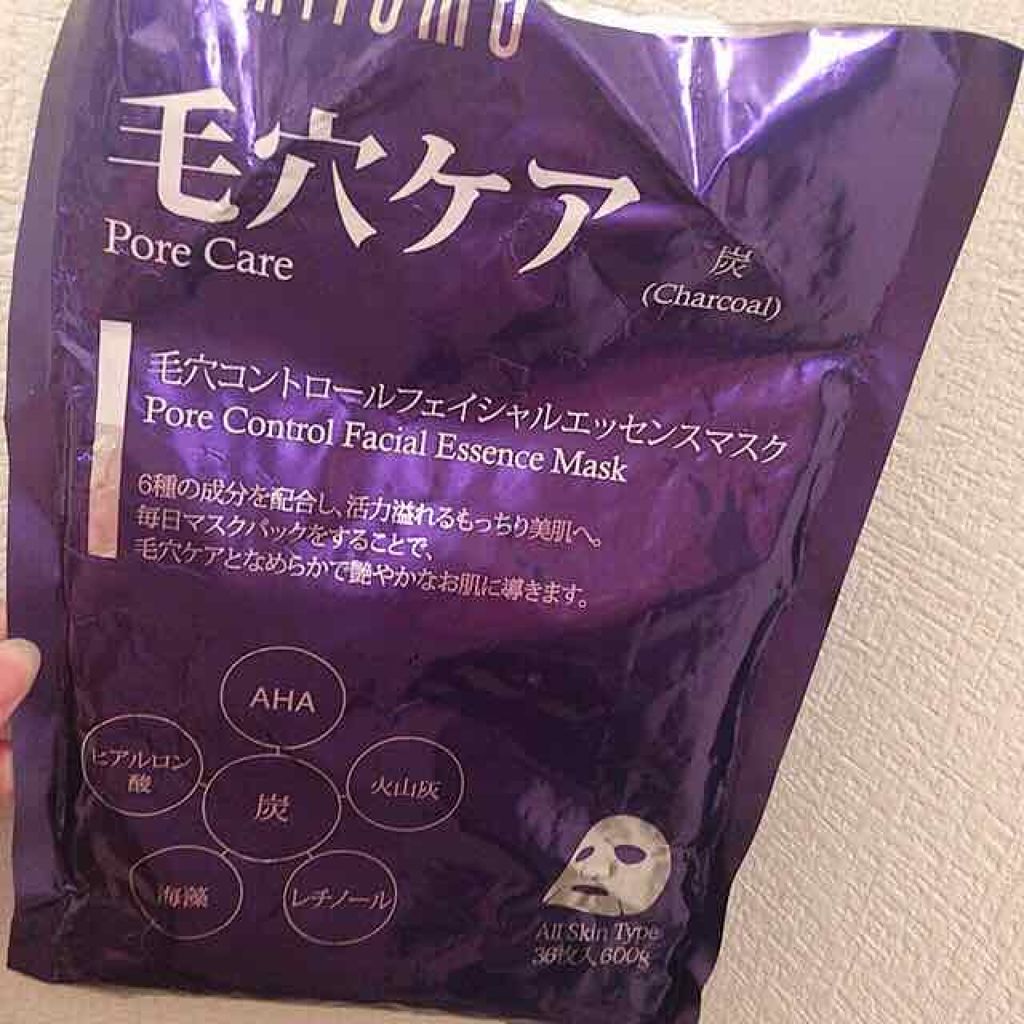 毛穴ケア
Pore Care
炭
(Charcoal)
毛穴コントロールフェイシャルエッセンスマスク
Pore Control Facial Essence Mask
6種の成分を配合し、活力溢れるもっちり美肌へ。
毎日マスクパックをすることで、
毛穴ケアとなめらかで艶やかなお肌に導きます。
AHA
ヒアルロン
酸
炭
火山灰
海藻
レチノール
All Skin Type
36枚入 600g